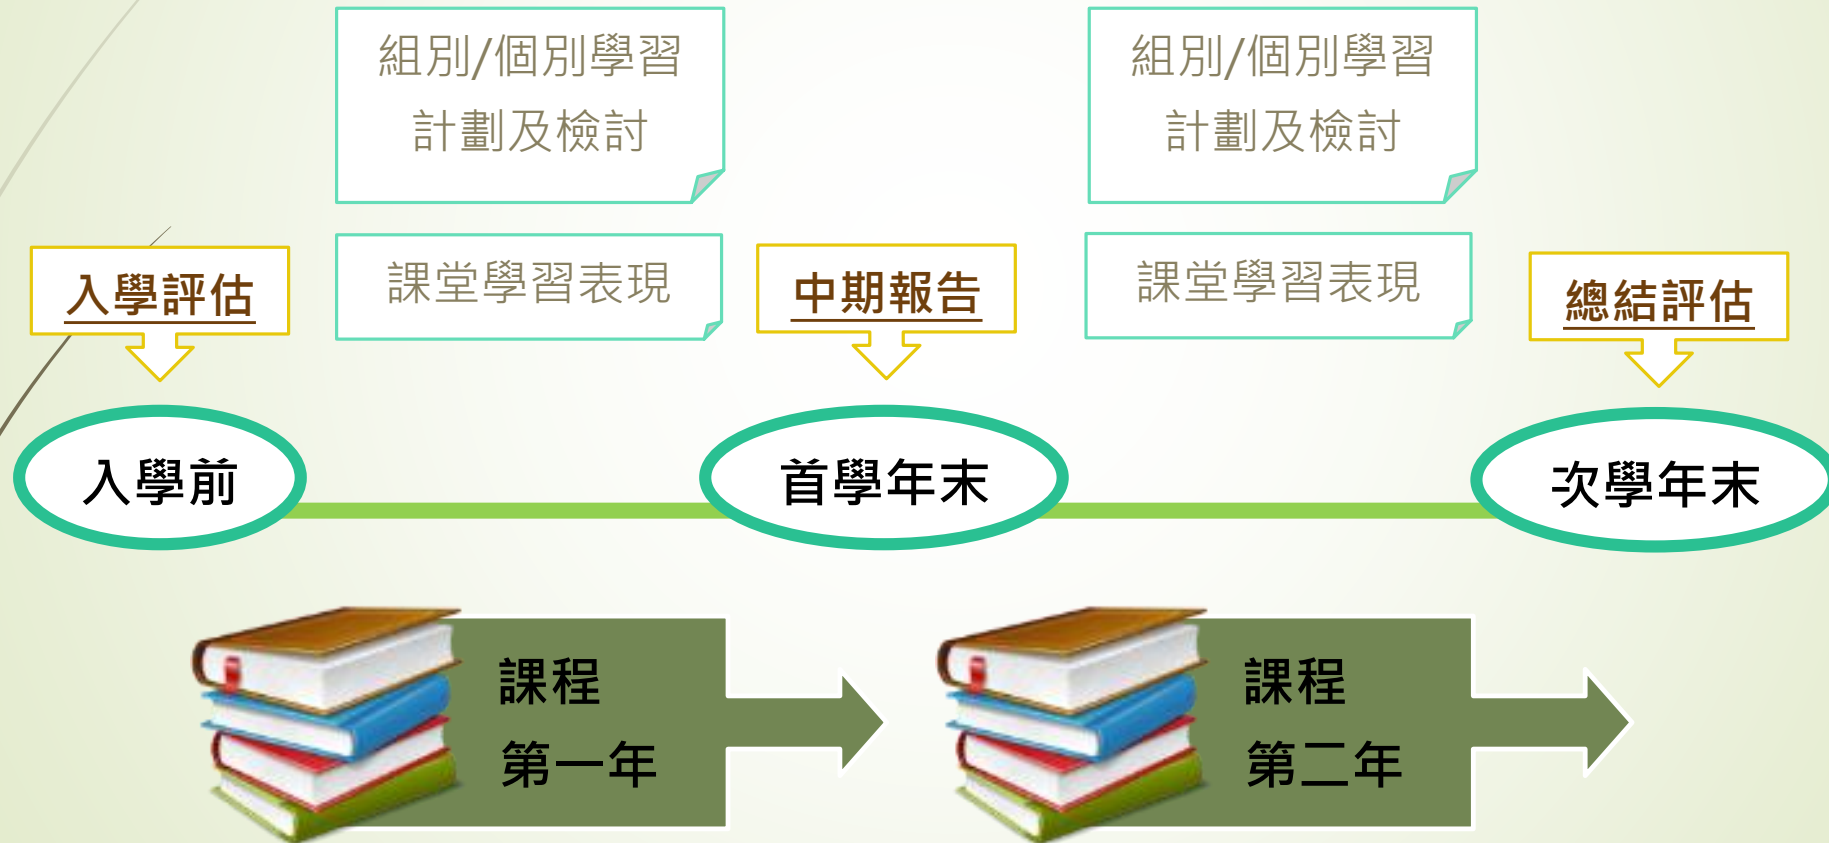 組別/個別學習
計劃及檢討
組別/個別學習
計劃及檢討
入學評估
課堂學習表現
中期報告
課堂學習表現
總結評估
入學前
首學年末
次學年末
課程
第一年
課程
第二年